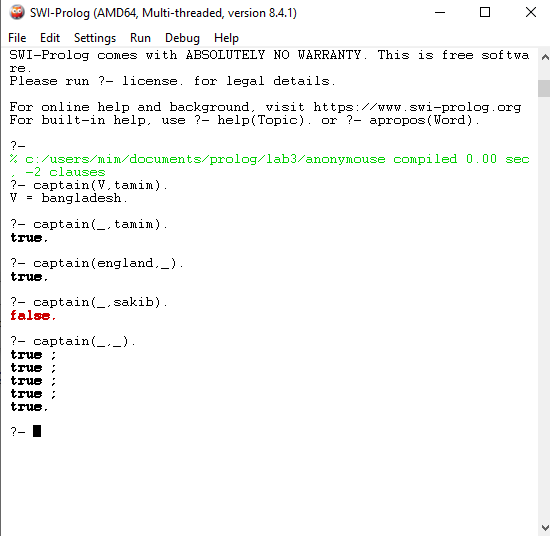 SWI-Prolog (AMD64, Multi-threaded, version 8.4.1)
File Edit Settings Run Debug Help
SWI-Prolog comes with ABSOLUTELY NO WARRANTY. This is free softwa
re.
Please run ?- license. for legal details.
For online help and background, visit https://www.swi-prolog.org
For built-in help, use ?- help(Topic). or ?- apropos(Word).
?-
% c:/users/mim/documents/prolog/lab3/anonymouse compiled 0.00 sec
, -2 clauses
?- captain(V,tamim).
V = bangladesh.
?- captain(_,tamim).
true.
?- captain(england,_).
true.
?- captain(_,sakib).
false.
?- captain(_,_).
true ;
true ;
true ;
true ;
true.
?-